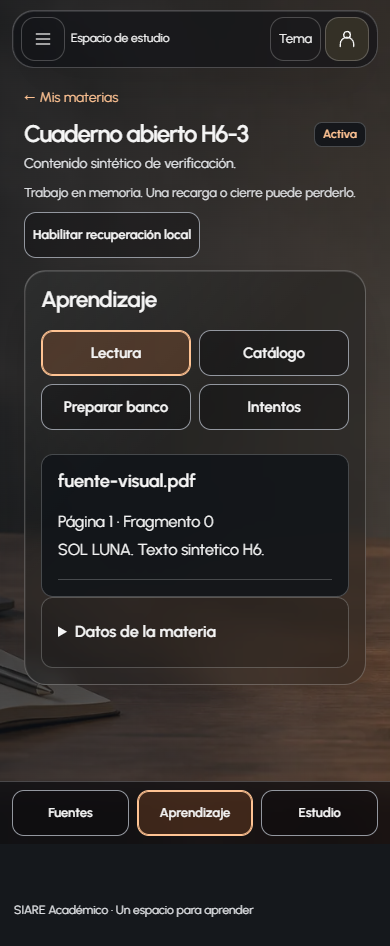 Espacio de estudio
Tema
← Mis materias
Cuaderno abierto H6-3
Activa
Contenido sintético de verificación.
Trabajo en memoria. Una recarga o cierre puede perderlo.
Habilitar recuperación local
Aprendizaje
Lectura
Catálogo
Preparar banco
Intentos
fuente-visual.pdf
Página 1 · Fragmento 0
SOL LUNA. Texto sintetico H6.
▶ Datos de la materia
Fuentes
Aprendizaje
Estudio
SIARE Académico · Un espacio para aprender